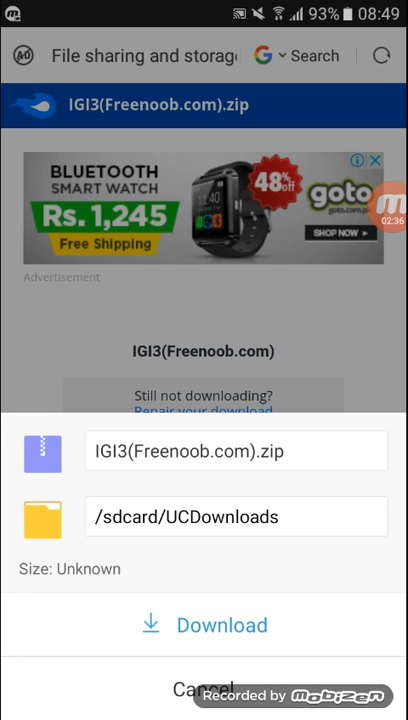 93% 08:49
File sharing and storag
Search
IGI3(Freenoob.com).zip
BLUETOOTH
SMART WATCH
Rs. 1,245
Free Shipping
48%
off
goto
goto.com.p
SHOP NOW
02:36
Advertisement
IGI3(Freenoob.com)
Still not downloading?
Repair your download
IGI3(Freenoob.com).zip
/sdcard/UCDownloads
Size: Unknown
Download
Cancel
Recorded by mobizen